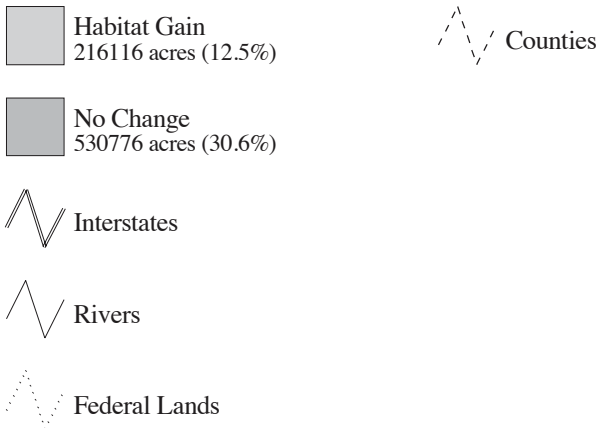 Habitat Gain
216116 acres (12.5%)
No Change
530776 acres (30.6%)
Interstates
Rivers
Federal Lands
Counties